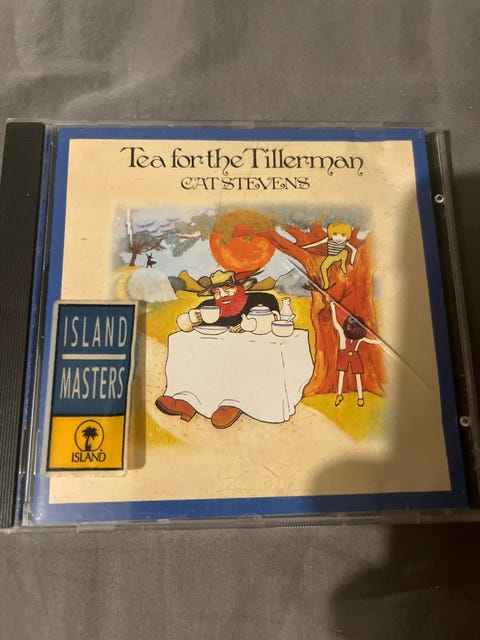 Tea for the Tillerman
CAT STEVENS
ISLAND
MASTERS
ISLAND